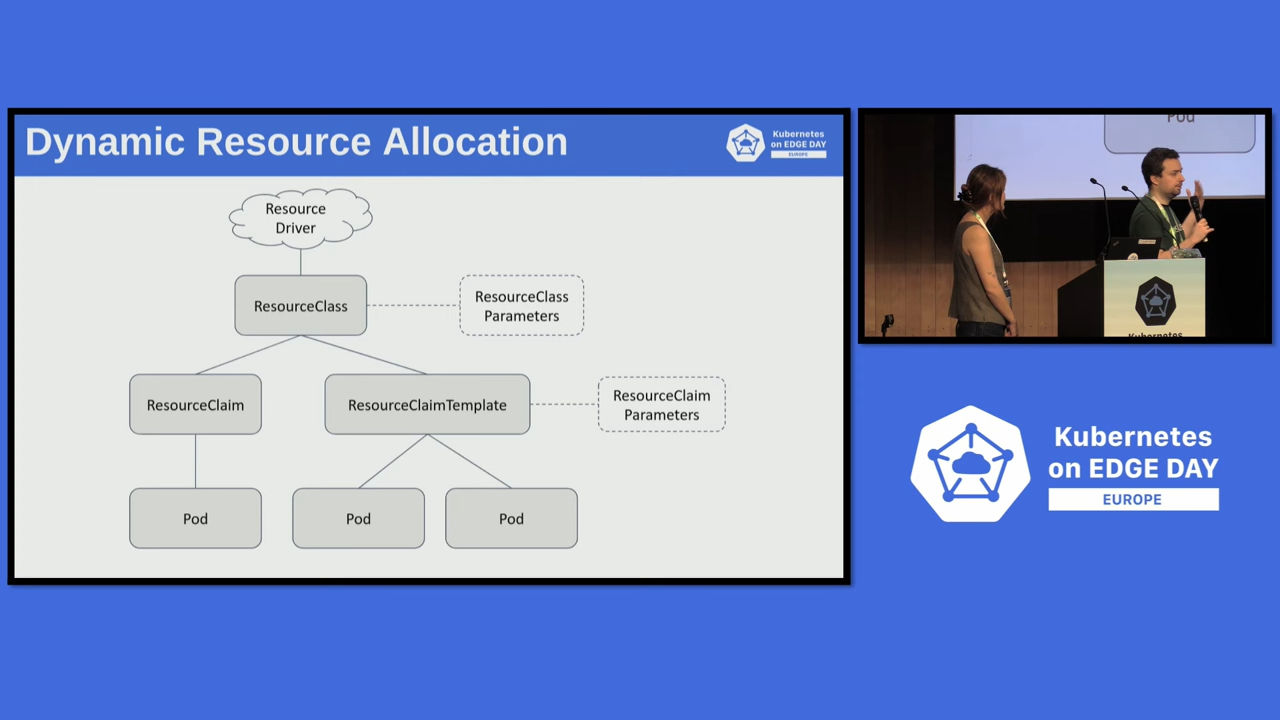 Dynamic Resource Allocation
Kubernetes
on EDGE DAY
EUROPE
Resource
Driver
ResourceClass
ResourceClass
Parameters
ResourceClaim
ResourceClaimTemplate
ResourceClaim
Parameters
Pod
Pod
Pod
Pod
Kubernetes
Kubernetes
on EDGE DAY
EUROPE